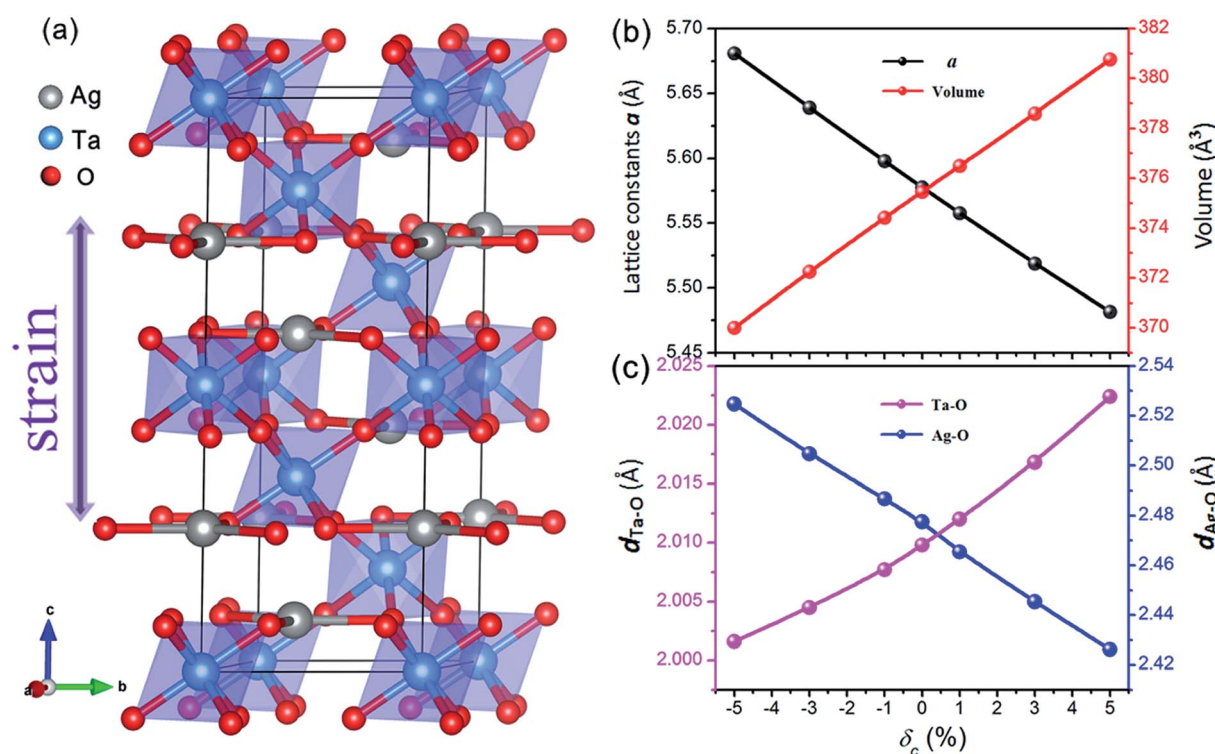 (a)
Ag
Ta
O
strain
c
a
b
(b)
5.70
5.65
5.60
5.55
5.50
5.45
Lattice constants a (Å)
a
Volume
382
380
378
376
374
372
370
Volume (Å³)
(c)
2.025
2.020
2.015
2.010
2.005
2.000
d_Ta-O (Å)
Ta-O
Ag-O
2.54
2.52
2.50
2.48
2.46
2.44
2.42
d_Ag-O (Å)
-5 -4 -3 -2 -1 0 1 2 3 4 5
δ_c (%)